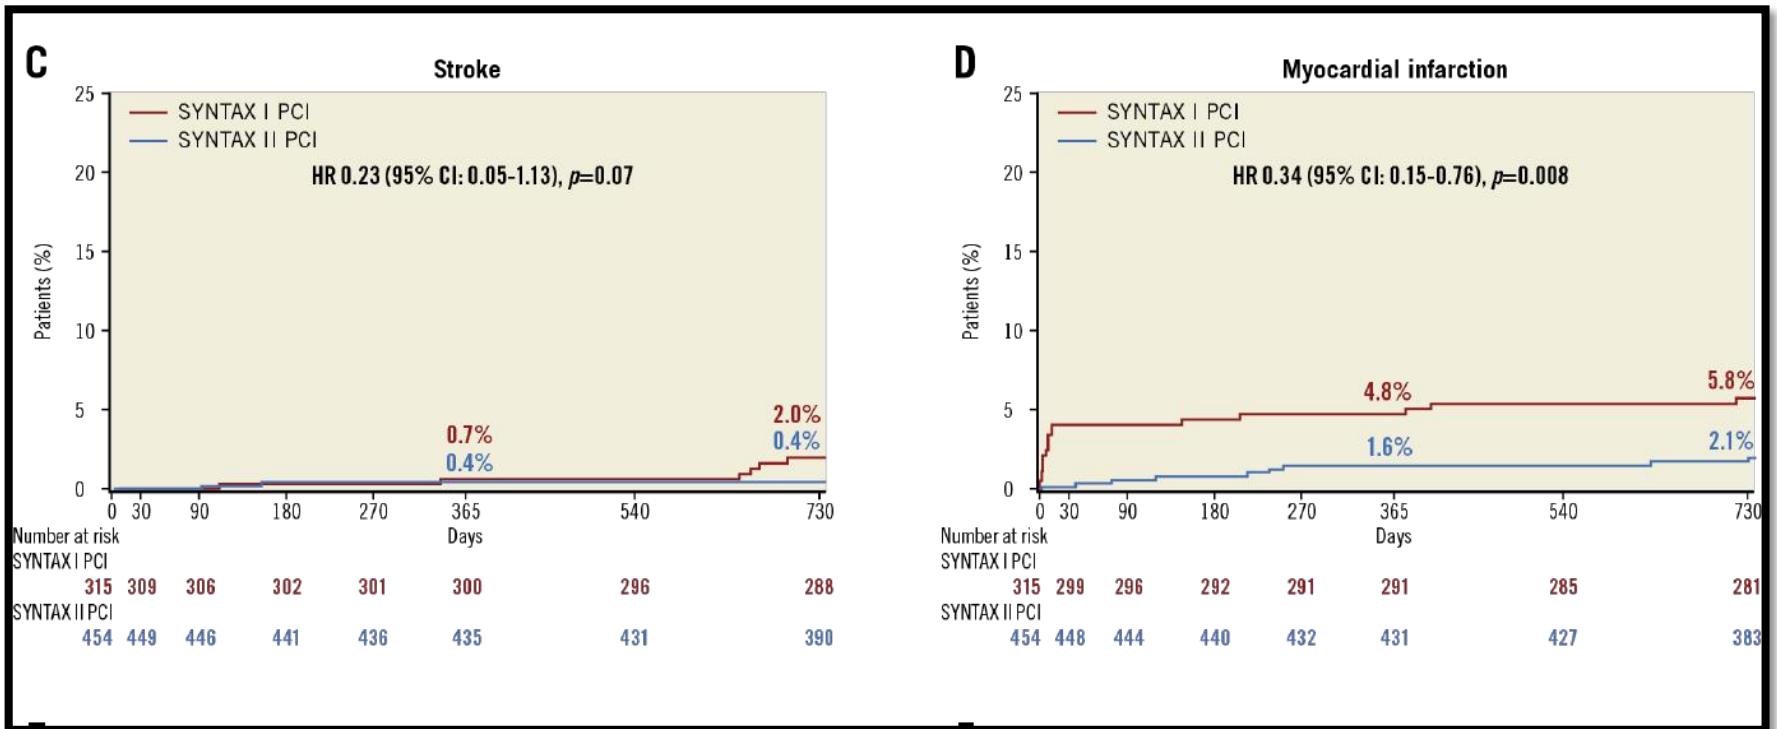 C
Stroke
25
20
15
10
5
0
Patients (%)
SYNTAX I PCI
SYNTAX II PCI
HR 0.23 (95% CI: 0.05-1.13), p=0.07
0.7%
0.4%
2.0%
0.4%
0 30 90 180 270 365 540 730
Number at risk
Days
SYNTAX I PCI
315 309 306 302 301 300 296 288
SYNTAX II PCI
454 449 446 441 436 435 431 390
D
Myocardial infarction
25
20
15
10
5
0
Patients (%)
SYNTAX I PCI
SYNTAX II PCI
HR 0.34 (95% CI: 0.15-0.76), p=0.008
4.8%
1.6%
5.8%
2.1%
0 30 90 180 270 365 540 730
Number at risk
Days
SYNTAX I PCI
315 299 296 292 291 291 285 281
SYNTAX II PCI
454 448 444 440 432 431 427 383